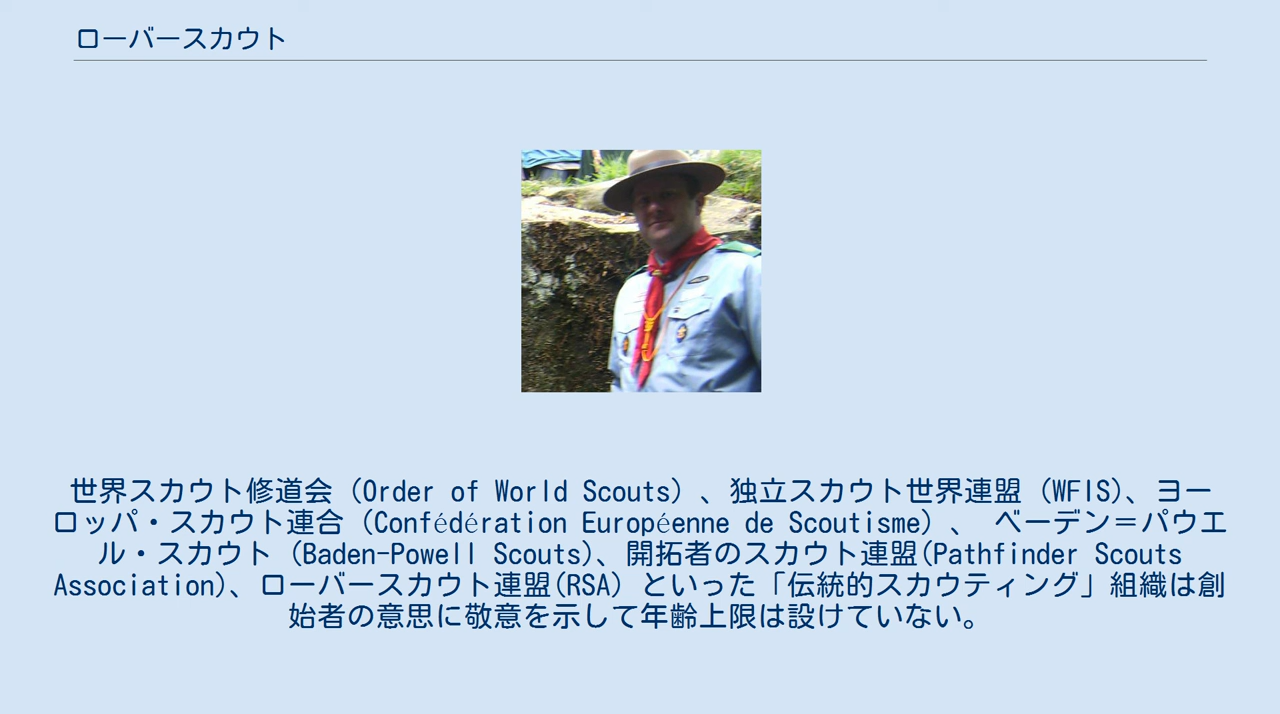 ローバースカウト
世界スカウト修道会（Order of World Scouts）、独立スカウト世界連盟（WFIS)、ヨー
ロッパ・スカウト連合（Confédération Européenne de Scoutisme）、 ベーデン＝パウエ
ル・スカウト（Baden-Powell Scouts)、開拓者のスカウト連盟(Pathfinder Scouts
Association)、ローバースカウト連盟(RSA）といった「伝統的スカウティング」組織は創
始者の意思に敬意を示して年齢上限は設けていない。